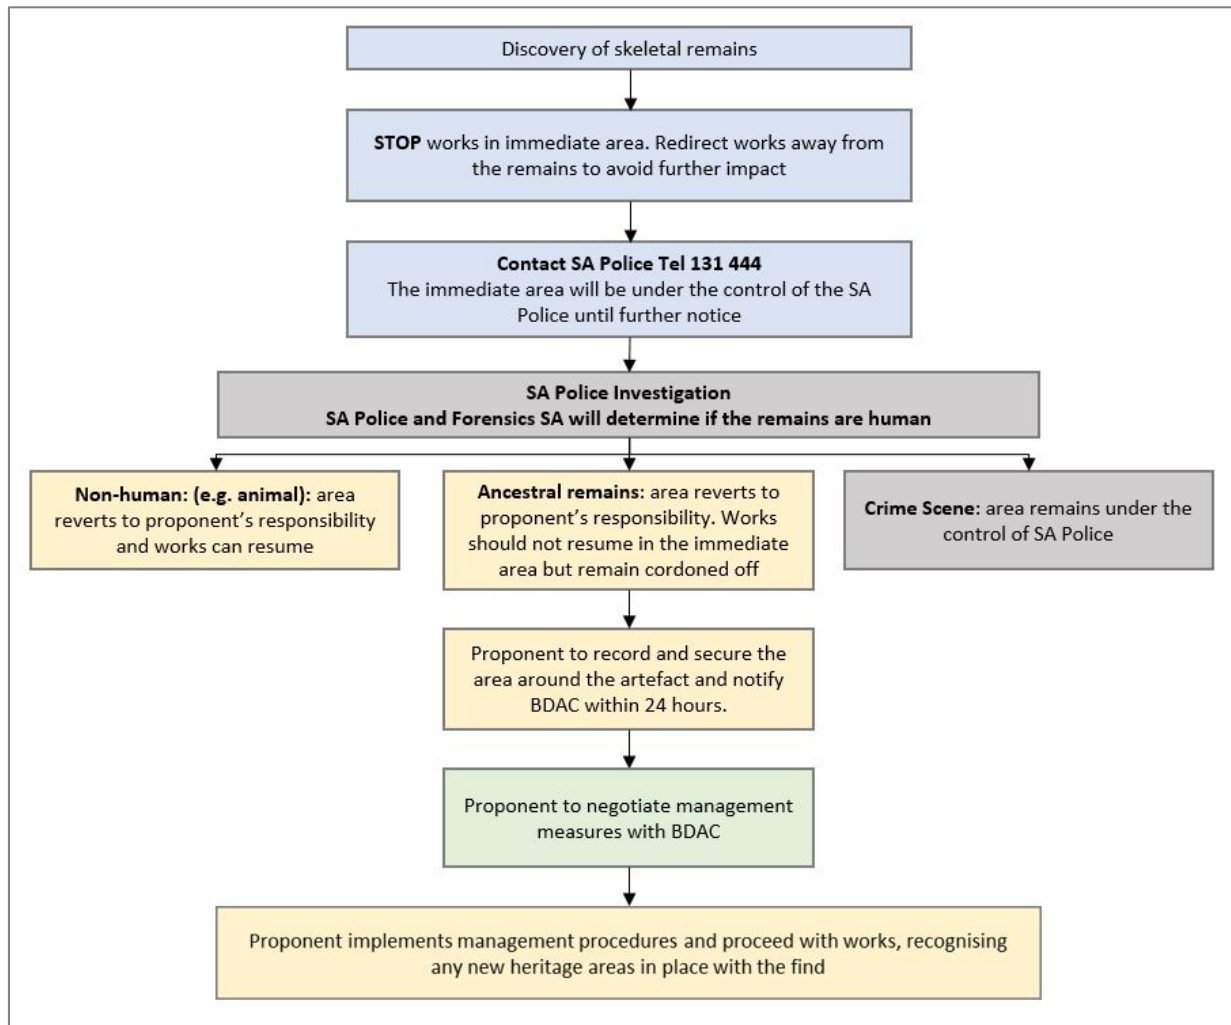 Discovery of skeletal remains
STOP works in immediate area. Redirect works away from
the remains to avoid further impact
Contact SA Police Tel 131 444
The immediate area will be under the control of the SA
Police until further notice
SA Police Investigation
SA Police and Forensics SA will determine if the remains are human
Non-human: (e.g. animal): area
reverts to proponent’s responsibility
and works can resume
Ancestral remains: area reverts to
proponent’s responsibility. Works
should not resume in the immediate
area but remain cordoned off
Crime Scene: area remains under the
control of SA Police
Proponent to record and secure the
area around the artefact and notify
BDAC within 24 hours.
Proponent to negotiate management
measures with BDAC
Proponent implements management procedures and proceed with works, recognising
any new heritage areas in place with the find